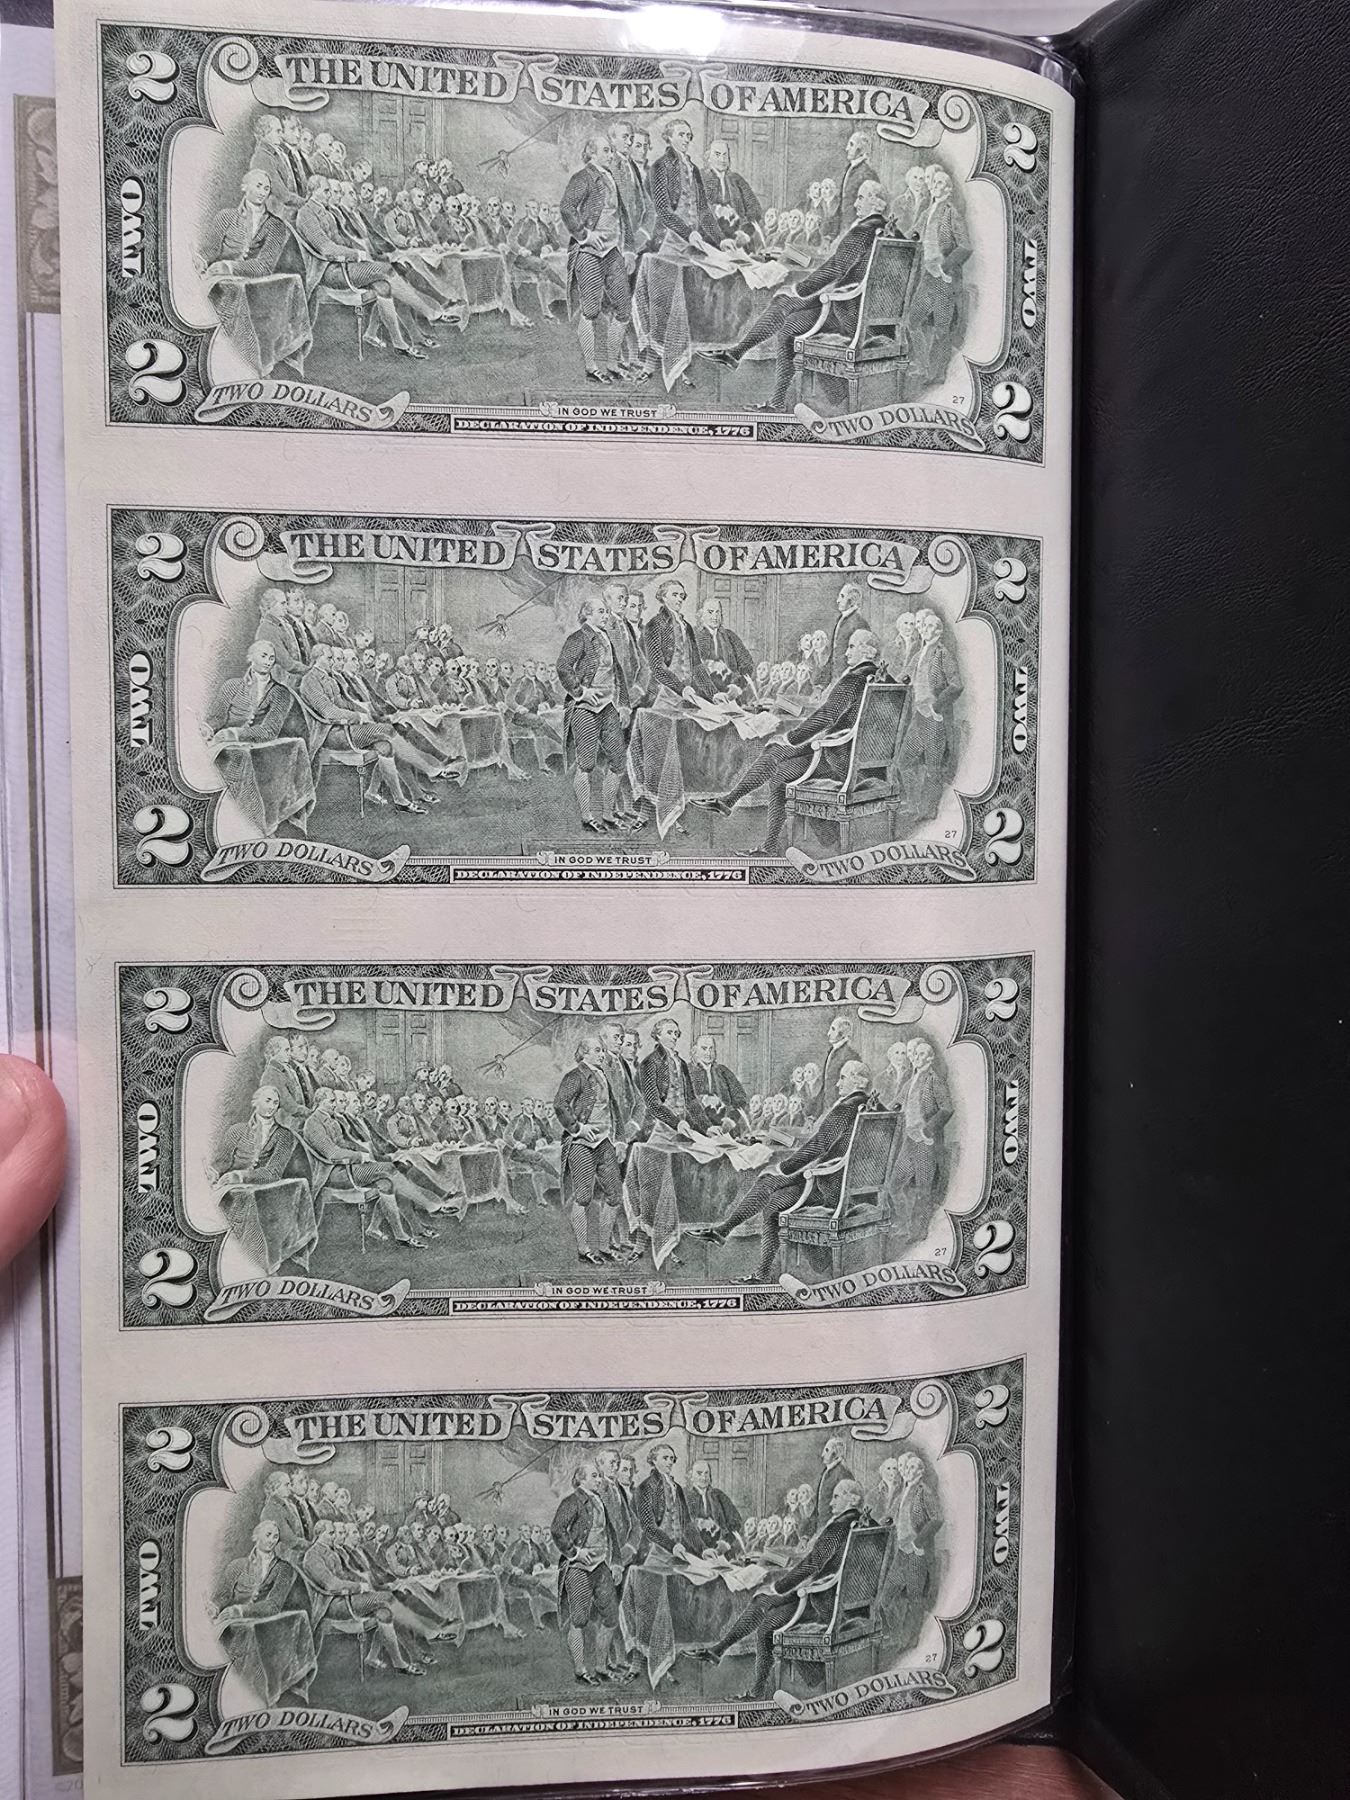 2 THE UNITED STATES OF AMERICA 2
TWO TWO
27
2 TWO DOLLARS IN GOD WE TRUST TWO DOLLARS 2
DECLARATION OF INDEPENDENCE, 1776
2 THE UNITED STATES OF AMERICA 2
TWO TWO
27
2 TWO DOLLARS IN GOD WE TRUST TWO DOLLARS 2
DECLARATION OF INDEPENDENCE, 1776
2 THE UNITED STATES OF AMERICA 2
TWO TWO
27
2 TWO DOLLARS IN GOD WE TRUST TWO DOLLARS 2
DECLARATION OF INDEPENDENCE, 1776
2 THE UNITED STATES OF AMERICA 2
TWO TWO
27
2 TWO DOLLARS IN GOD WE TRUST TWO DOLLARS 2
DECLARATION OF INDEPENDENCE, 1776